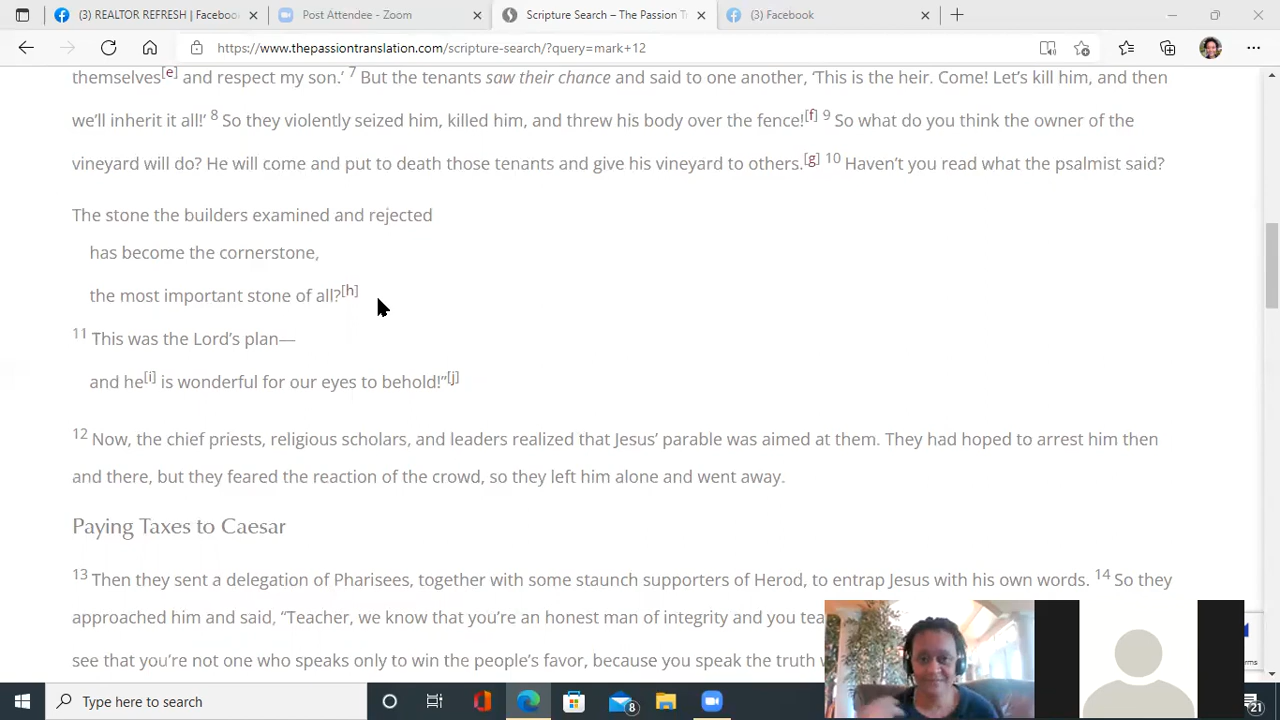 (3) REALTOR REFRESH | Facebook
Post Attendee - Zoom
Scripture Search – The Passion Tr
(3) Facebook
https://www.thepassiontranslation.com/scripture-search/?query=mark+12
themselves[e] and respect my son.’ 7 But the tenants saw their chance and said to one another, ‘This is the heir. Come! Let’s kill him, and then
we’ll inherit it all!’ 8 So they violently seized him, killed him, and threw his body over the fence![f] 9 So what do you think the owner of the
vineyard will do? He will come and put to death those tenants and give his vineyard to others.[g] 10 Haven’t you read what the psalmist said?
The stone the builders examined and rejected
has become the cornerstone,
the most important stone of all?[h]
11 This was the Lord’s plan—
and he[i] is wonderful for our eyes to behold!”[j]
12 Now, the chief priests, religious scholars, and leaders realized that Jesus’ parable was aimed at them. They had hoped to arrest him then
and there, but they feared the reaction of the crowd, so they left him alone and went away.
Paying Taxes to Caesar
13 Then they sent a delegation of Pharisees, together with some staunch supporters of Herod, to entrap Jesus with his own words. 14 So they
approached him and said, “Teacher, we know that you’re an honest man of integrity and you tea
see that you’re not one who speaks only to win the people’s favor, because you speak the truth
Type here to search
8
21